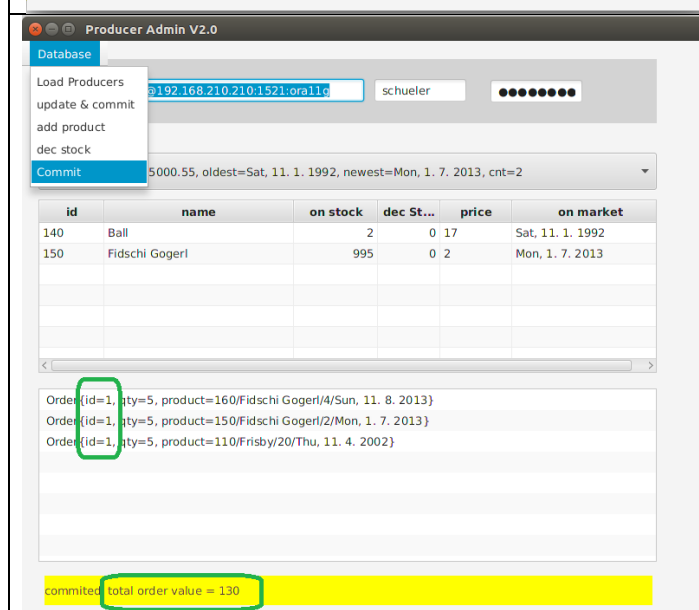 Producer Admin V2.0
Database
Load Producers
update & commit
add product
dec stock
Commit
@192.168.210.210:1521:ora11g
schueler
●●●●●●●●
5000.55, oldest=Sat, 11. 1. 1992, newest=Mon, 1. 7. 2013, cnt=2
id name on stock dec St... price on market
140 Ball 2 0 17 Sat, 11. 1. 1992
150 Fidschi Gogerl 995 0 2 Mon, 1. 7. 2013
Order{id=1, qty=5, product=160/Fidschi Gogerl/4/Sun, 11. 8. 2013}
Order{id=1, qty=5, product=150/Fidschi Gogerl/2/Mon, 1. 7. 2013}
Order{id=1, qty=5, product=110/Frisby/20/Thu, 11. 4. 2002}
commited, total order value = 130